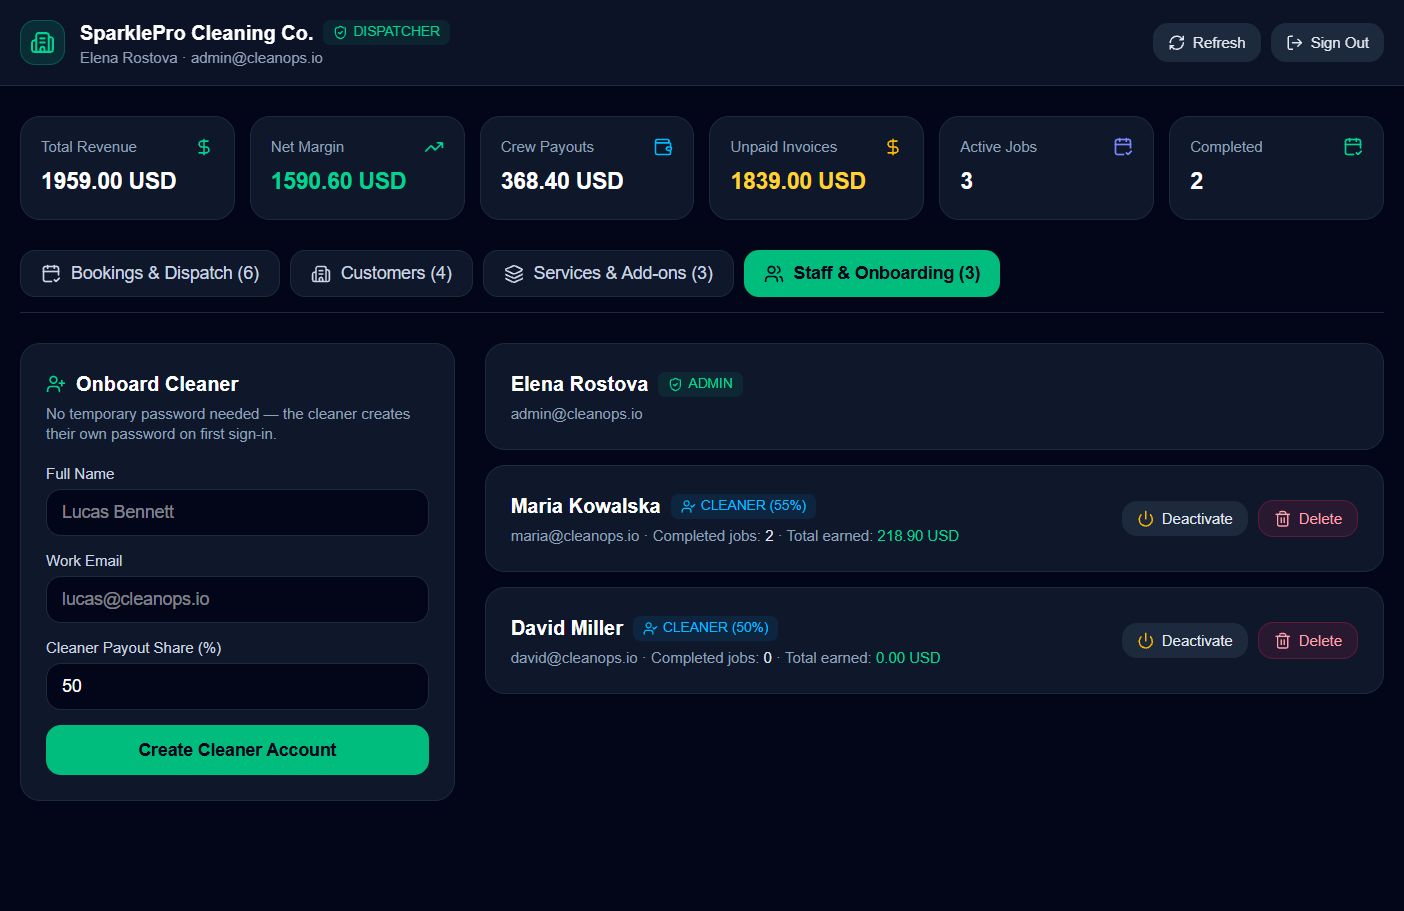 SparklePro Cleaning Co.
DISPATCHER
Elena Rostova · admin@cleanops.io
Refresh
Sign Out
Total Revenue
1959.00 USD
Net Margin
1590.60 USD
Crew Payouts
368.40 USD
Unpaid Invoices
1839.00 USD
Active Jobs
3
Completed
2
Bookings & Dispatch (6)
Customers (4)
Services & Add-ons (3)
Staff & Onboarding (3)
Onboard Cleaner
No temporary password needed — the cleaner creates
their own password on first sign-in.
Full Name
Lucas Bennett
Work Email
lucas@cleanops.io
Cleaner Payout Share (%)
50
Create Cleaner Account
Elena Rostova
ADMIN
admin@cleanops.io
Maria Kowalska
CLEANER (55%)
maria@cleanops.io · Completed jobs: 2 · Total earned: 218.90 USD
Deactivate
Delete
David Miller
CLEANER (50%)
david@cleanops.io · Completed jobs: 0 · Total earned: 0.00 USD
Deactivate
Delete